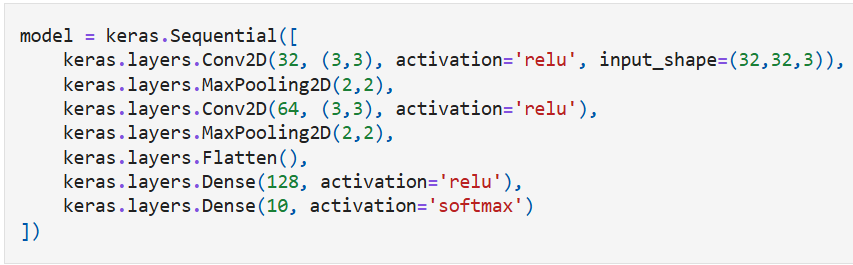 model = keras.Sequential([
    keras.layers.Conv2D(32, (3,3), activation='relu', input_shape=(32,32,3)),
    keras.layers.MaxPooling2D(2,2),
    keras.layers.Conv2D(64, (3,3), activation='relu'),
    keras.layers.MaxPooling2D(2,2),
    keras.layers.Flatten(),
    keras.layers.Dense(128, activation='relu'),
    keras.layers.Dense(10, activation='softmax')
])